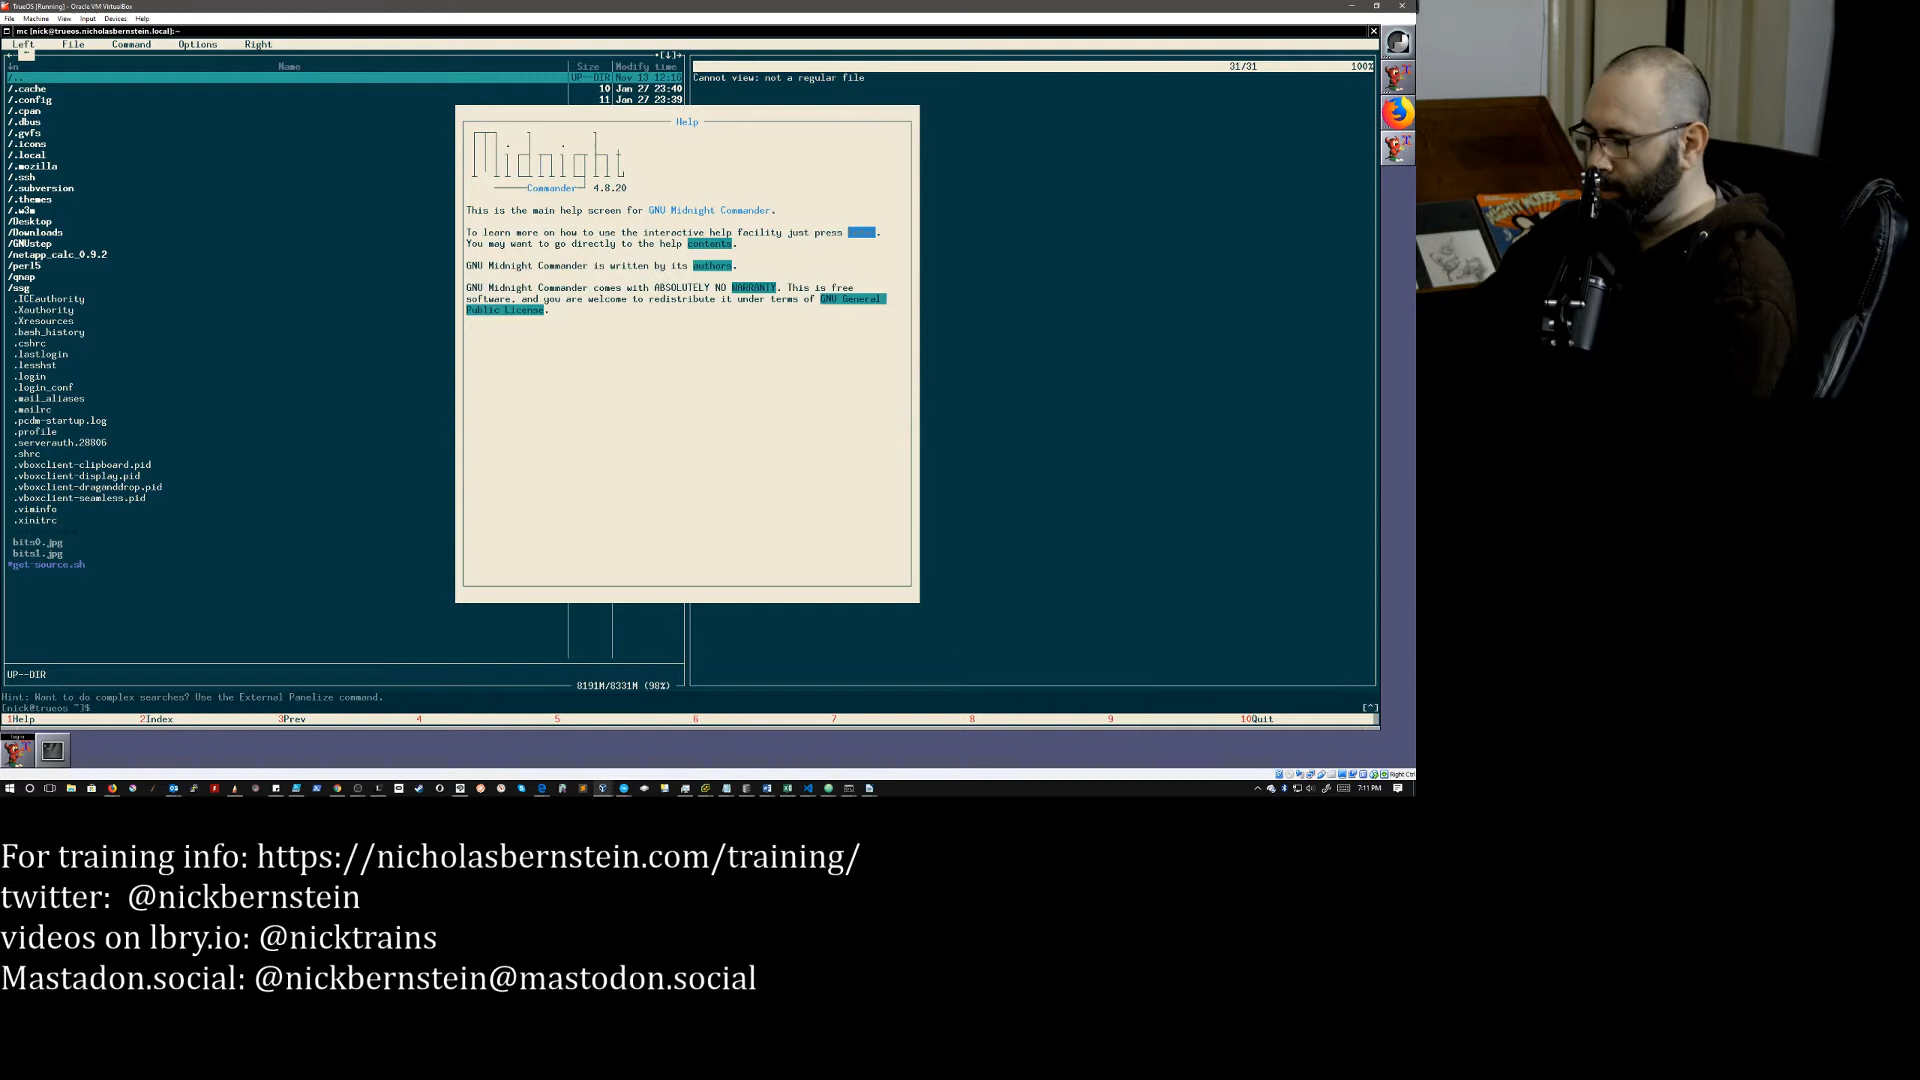 TrueOS [Running] - Oracle VM VirtualBox
File Machine View Input Devices Help
mc [nick@trueos.nicholasbernstein.local]:~
Left File Command Options Right
~
Name Size Modify time
/.. UP--DIR Nov 13 12:16
/.cache 10 Jan 27 23:40
/.config 11 Jan 27 23:39
/.cpan
/.dbus
/.gvfs
/.icons
/.local
/.mozilla
/.ssh
/.subversion
/.themes
/.w3m
/Desktop
/Downloads
/GNUstep
/netapp_calc_0.9.2
/perl5
/qnap
/ssg
.ICEauthority
.Xauthority
.Xresources
.bash_history
.cshrc
.lastlogin
.lesshst
.login
.login_conf
.mail_aliases
.mailrc
.pcdm-startup.log
.profile
.serverauth.28806
.shrc
.vboxclient-clipboard.pid
.vboxclient-display.pid
.vboxclient-draganddrop.pid
.vboxclient-seamless.pid
.viminfo
.xinitrc
bits0.jpg
bits1.jpg
*get-source.sh
UP--DIR
8191M/8331M (98%)
31/31 100%
Cannot view: not a regular file
Help
Midnight
Commander 4.8.20
This is the main help screen for GNU Midnight Commander.
To learn more on how to use the interactive help facility just press .
You may want to go directly to the help contents.
GNU Midnight Commander is written by its authors.
GNU Midnight Commander comes with ABSOLUTELY NO WARRANTY. This is free
software, and you are welcome to redistribute it under terms of GNU General
Public License.
Hint: Want to do complex searches? Use the External Panelize command.
[nick@trueos ~]$ [^]
1Help 2Index 3Prev 4 5 6 7 8 9 10Quit
login
Right Ctrl
7:11 PM
MIGHTY NOSE
For training info: https://nicholasbernstein.com/training/
twitter: @nickbernstein
videos on lbry.io: @nicktrains
Mastadon.social: @nickbernstein@mastodon.social